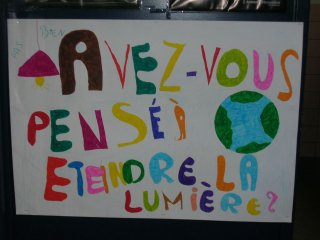 Avez-vous
pensé
eteindre la
lumière?